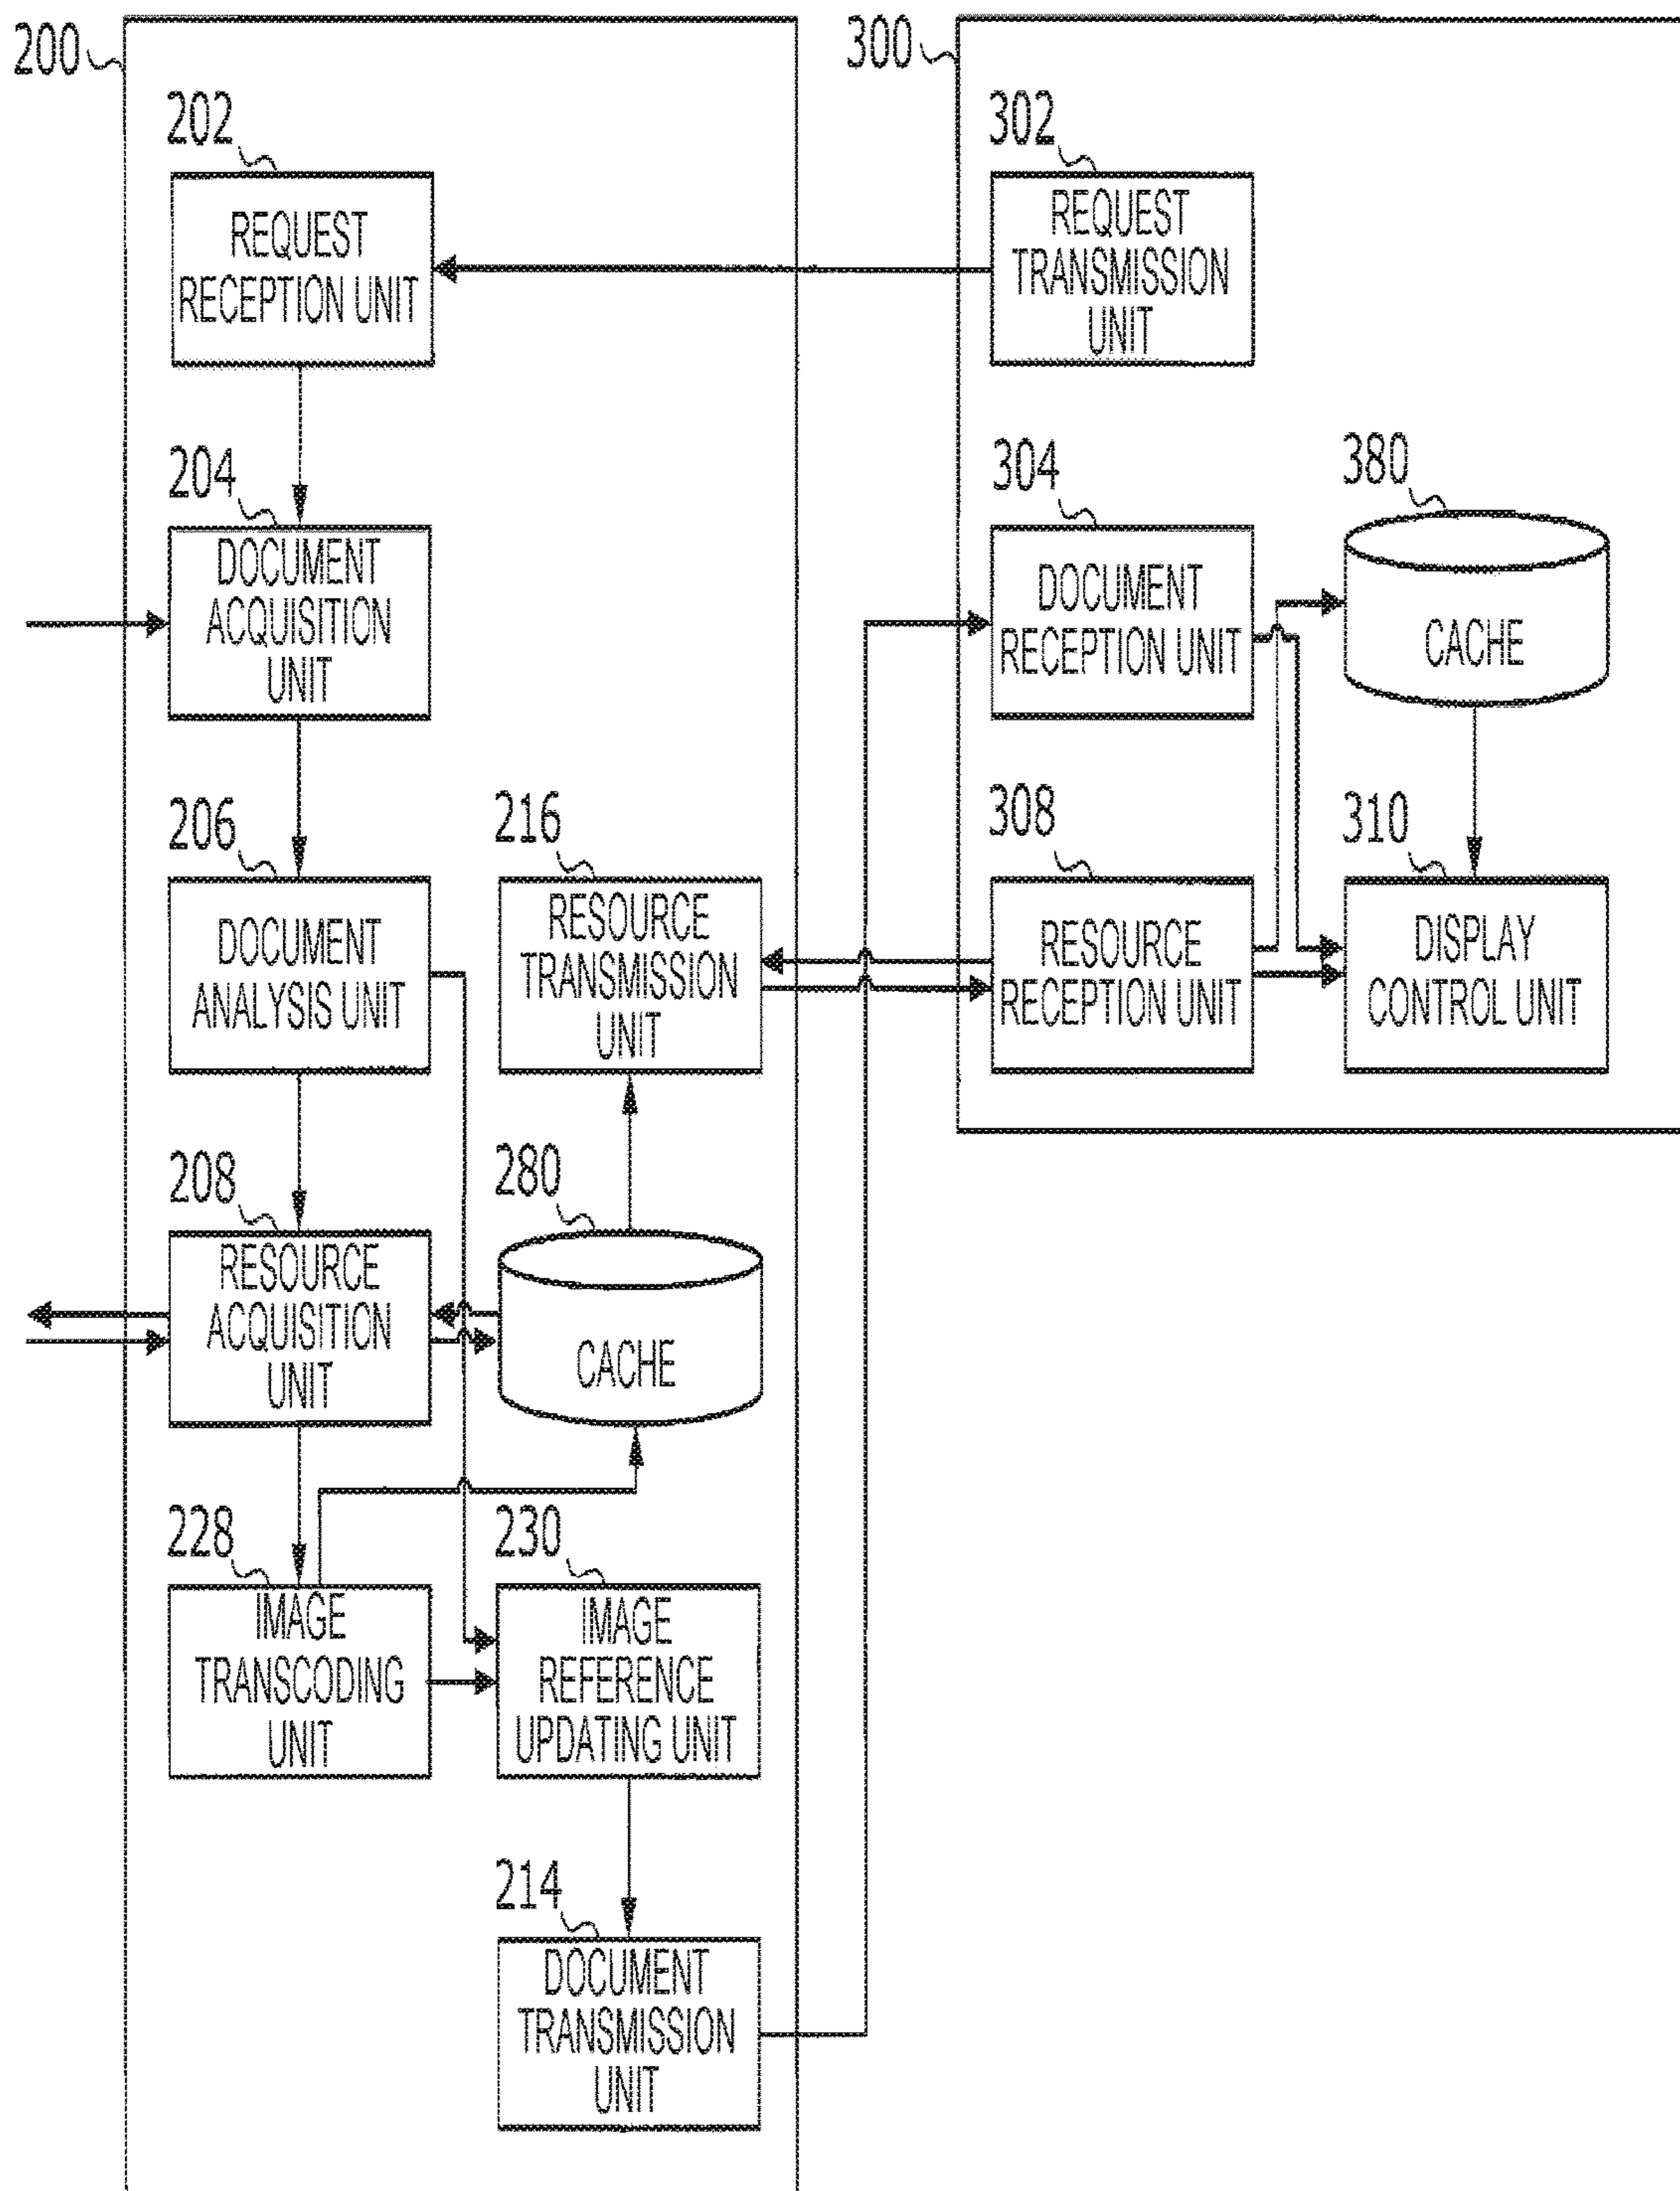 200
300
202
REQUEST
RECEPTION UNIT
302
REQUEST
TRANSMISSION
UNIT
204
DOCUMENT
ACQUISITION
UNIT
304
DOCUMENT
RECEPTION UNIT
380
CACHE
206
DOCUMENT
ANALYSIS UNIT
216
RESOURCE
TRANSMISSION
UNIT
308
RESOURCE
RECEPTION UNIT
310
DISPLAY
CONTROL UNIT
208
RESOURCE
ACQUISITION
UNIT
280
CACHE
228
IMAGE
TRANSCODING
UNIT
230
IMAGE
REFERENCE
UPDATING UNIT
214
DOCUMENT
TRANSMISSION
UNIT